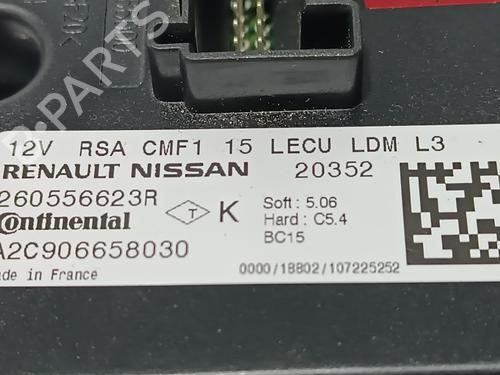 12V RSA CMF1 15 LECU LDM L3
RENAULT NISSAN 20352
260556623R
Continental T K
Soft : 5.06
Hard : C5.4
BC15
A2C906658030
Made in France
0000/18802/107225252